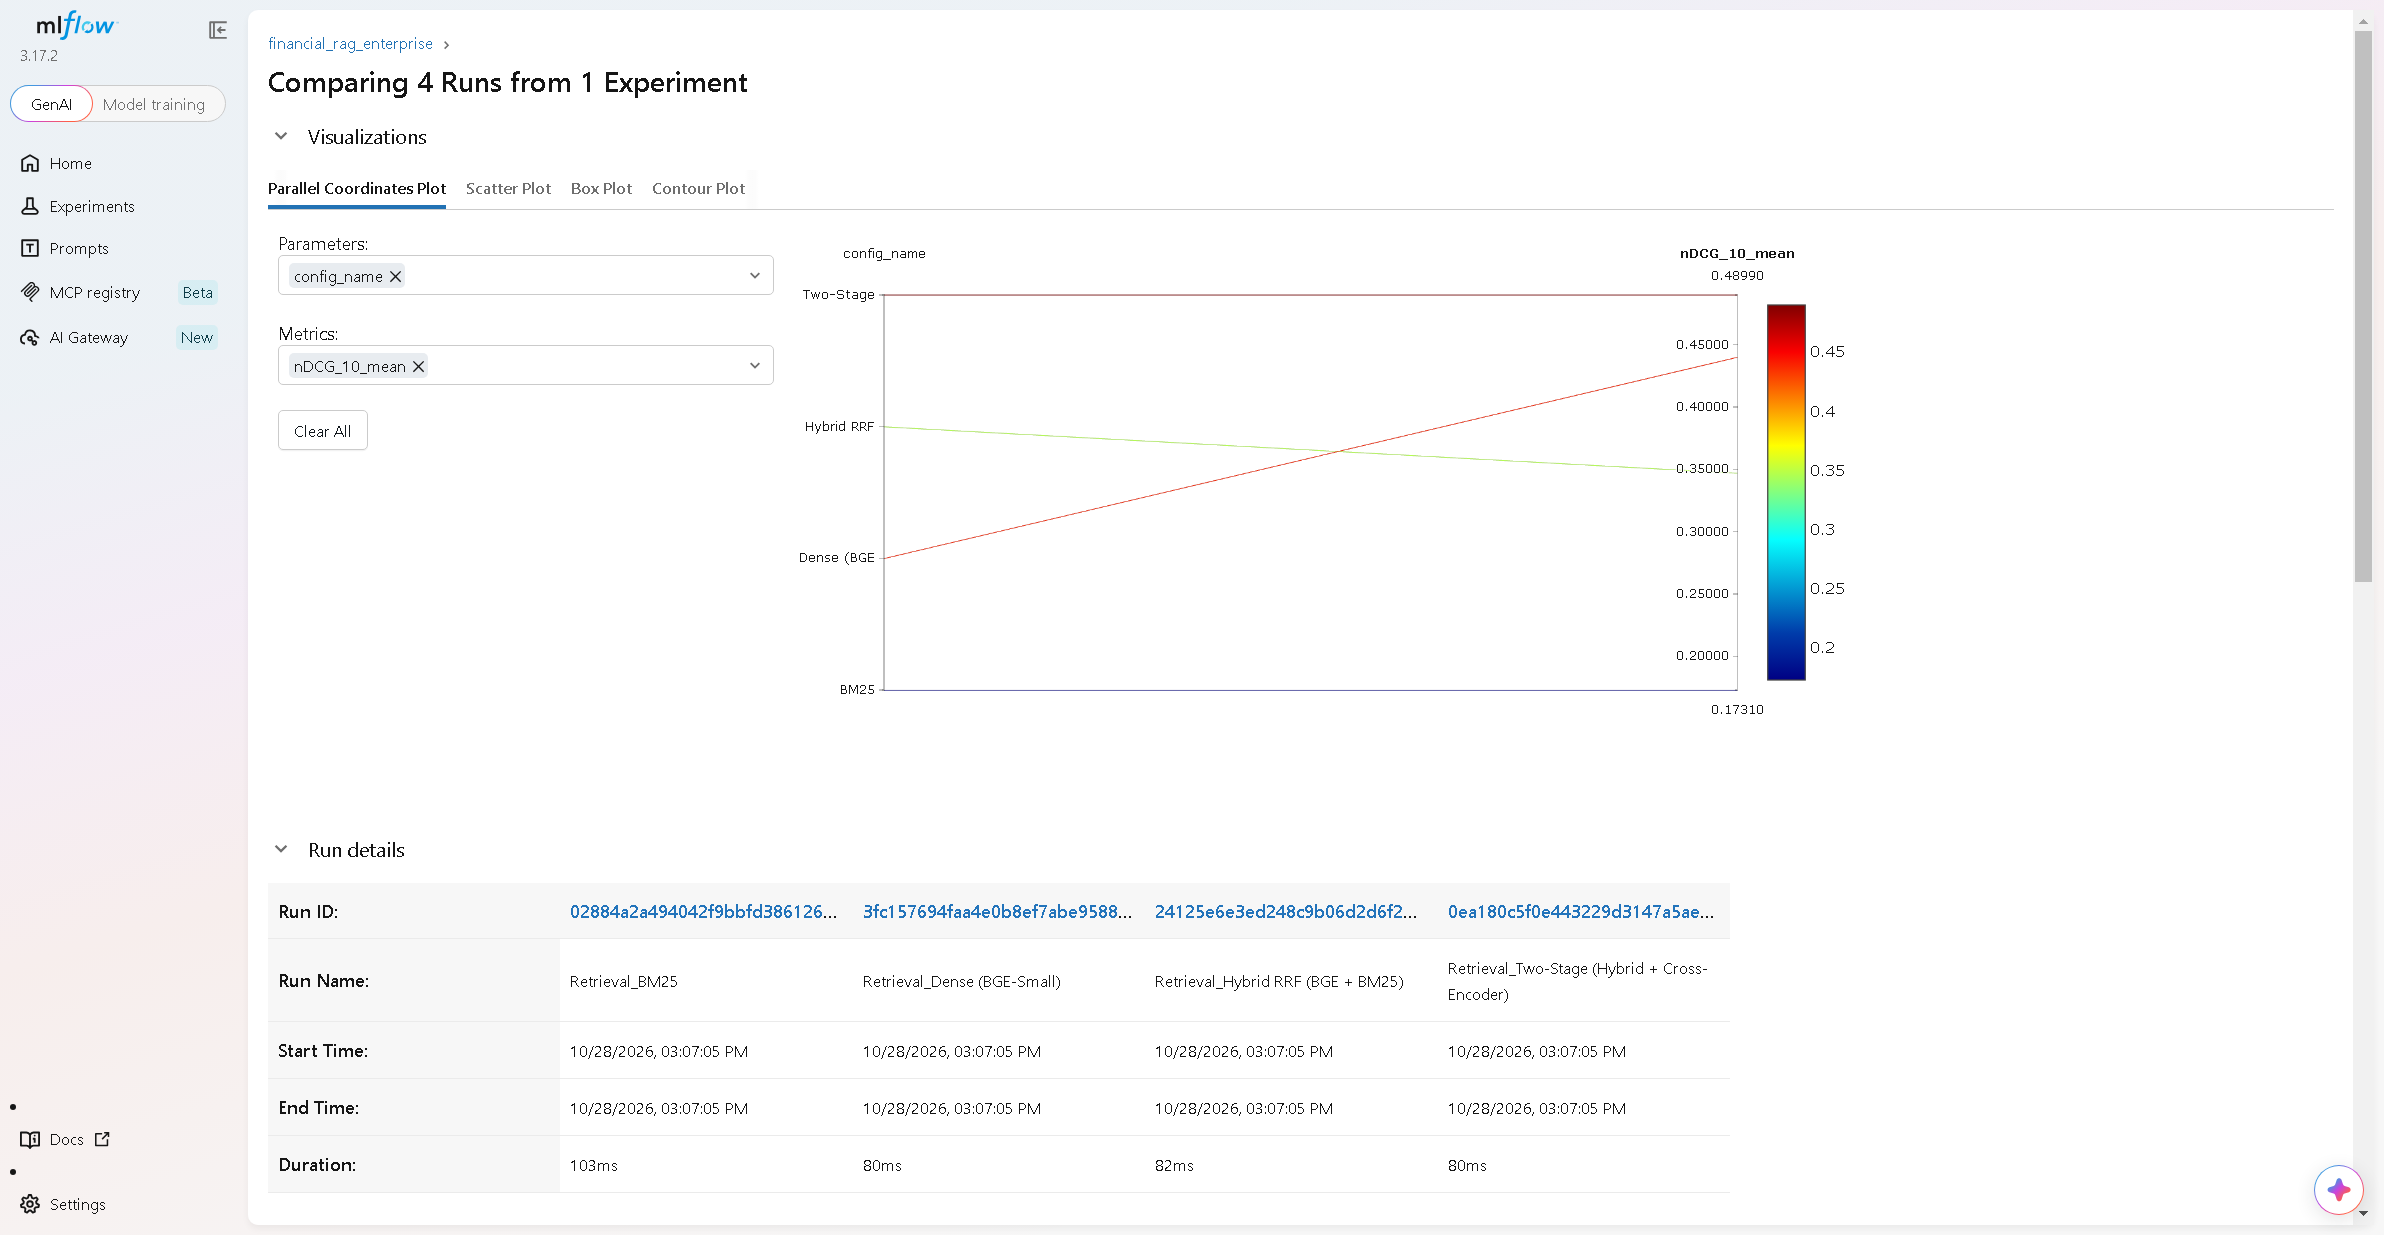 mlflow
3.17.2
GenAI
Model training
Home
Experiments
Prompts
MCP registry
Beta
AI Gateway
New
Docs
Settings
financial_rag_enterprise
Comparing 4 Runs from 1 Experiment
Visualizations
Parallel Coordinates Plot
Scatter Plot
Box Plot
Contour Plot
Parameters:
config_name
Metrics:
nDCG_10_mean
Clear All
config_name
nDCG_10_mean
0.48990
Two-Stage
Hybrid RRF
Dense (BGE
BM25
0.45000
0.40000
0.35000
0.30000
0.25000
0.20000
0.17310
0.45
0.4
0.35
0.3
0.25
0.2
Run details
Run ID:
02884a2a494042f9bbfd386126...
3fc157694faa4e0b8ef7abe9588...
24125e6e3ed248c9b06d2d6f2...
0ea180c5f0e443229d3147a5ae...
Run Name:
Retrieval_BM25
Retrieval_Dense (BGE-Small)
Retrieval_Hybrid RRF (BGE + BM25)
Retrieval_Two-Stage (Hybrid + Cross-
Encoder)
Start Time:
10/28/2026, 03:07:05 PM
10/28/2026, 03:07:05 PM
10/28/2026, 03:07:05 PM
10/28/2026, 03:07:05 PM
End Time:
10/28/2026, 03:07:05 PM
10/28/2026, 03:07:05 PM
10/28/2026, 03:07:05 PM
10/28/2026, 03:07:05 PM
Duration:
103ms
80ms
82ms
80ms